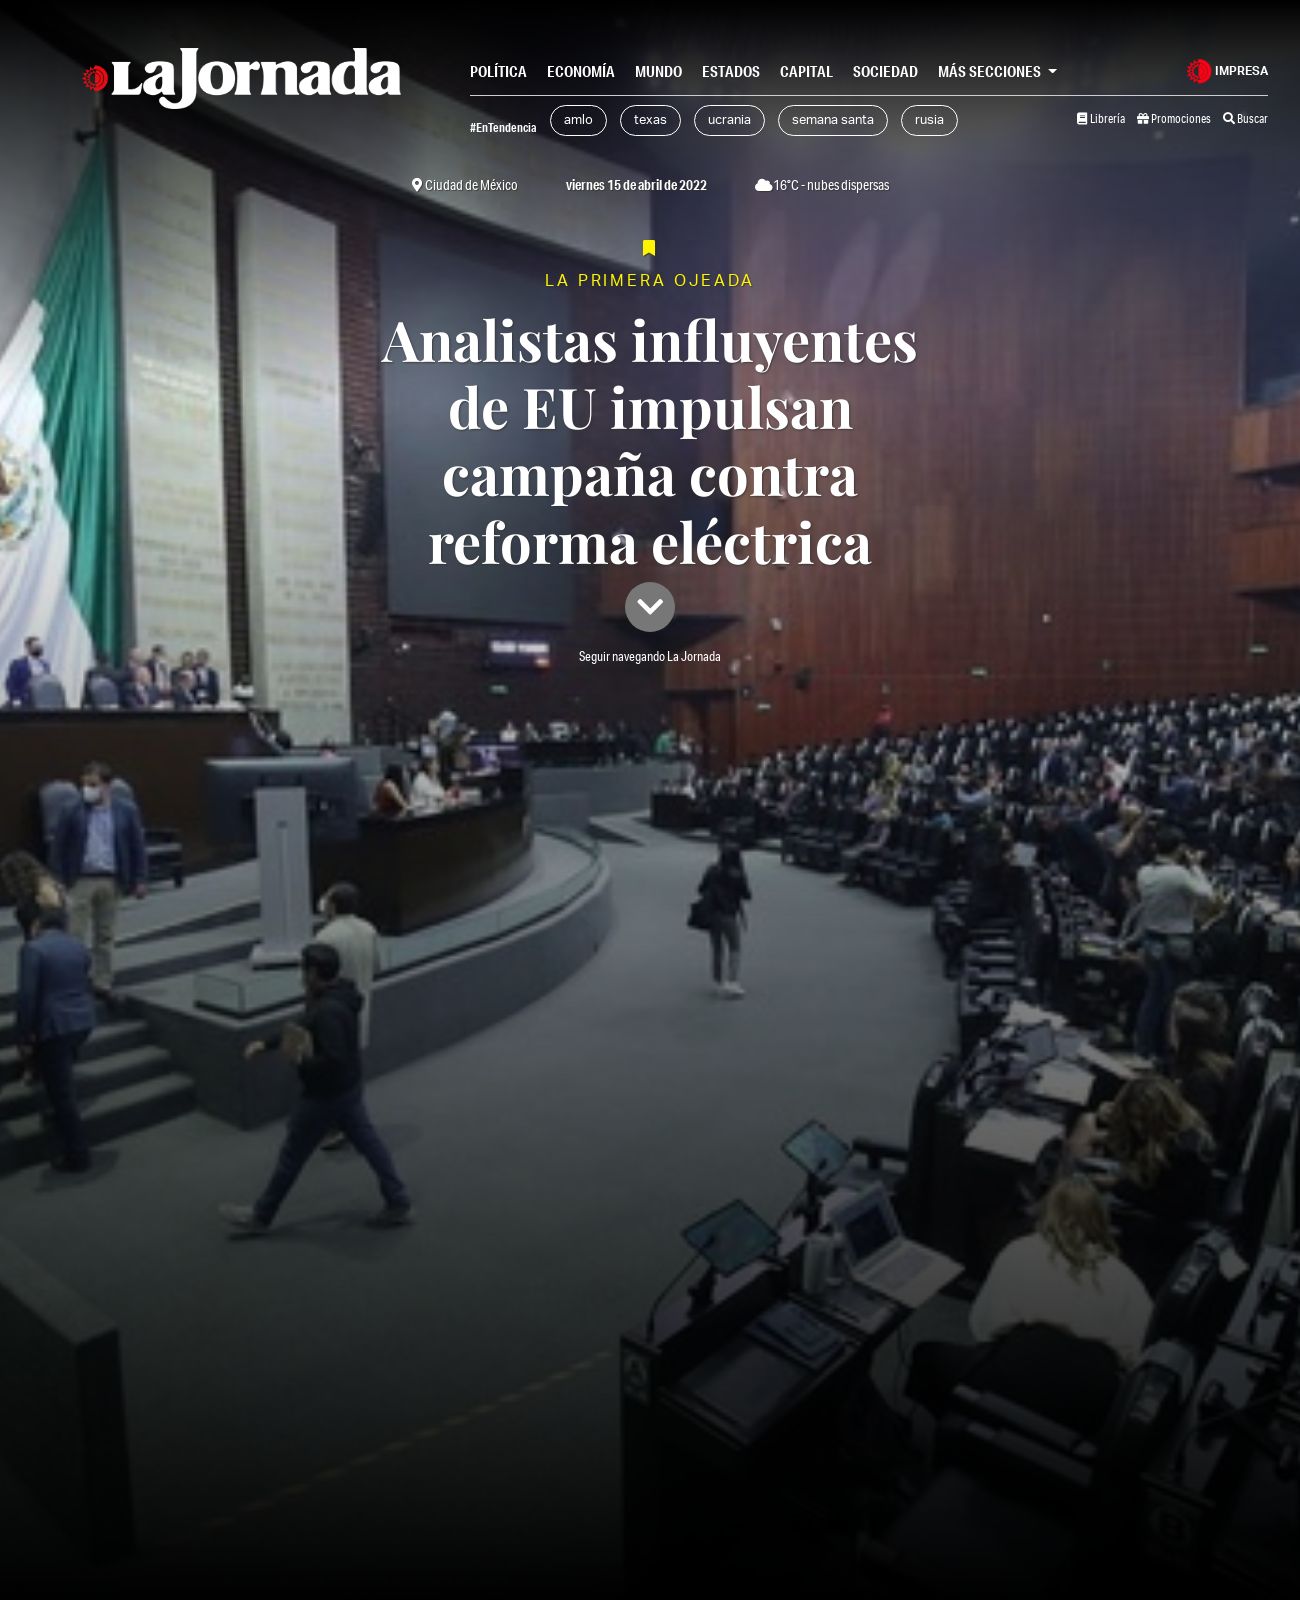 La Jornada
POLÍTICA ECONOMÍA MUNDO ESTADOS CAPITAL SOCIEDAD MÁS SECCIONES
IMPRESA
#EnTendencia amlo texas ucrania semana santa rusia
Librería Promociones Buscar
Ciudad de México viernes 15 de abril de 2022 16°C - nubes dispersas
LA PRIMERA OJEADA
Analistas influyentes
de EU impulsan
campaña contra
reforma eléctrica
Seguir navegando La Jornada